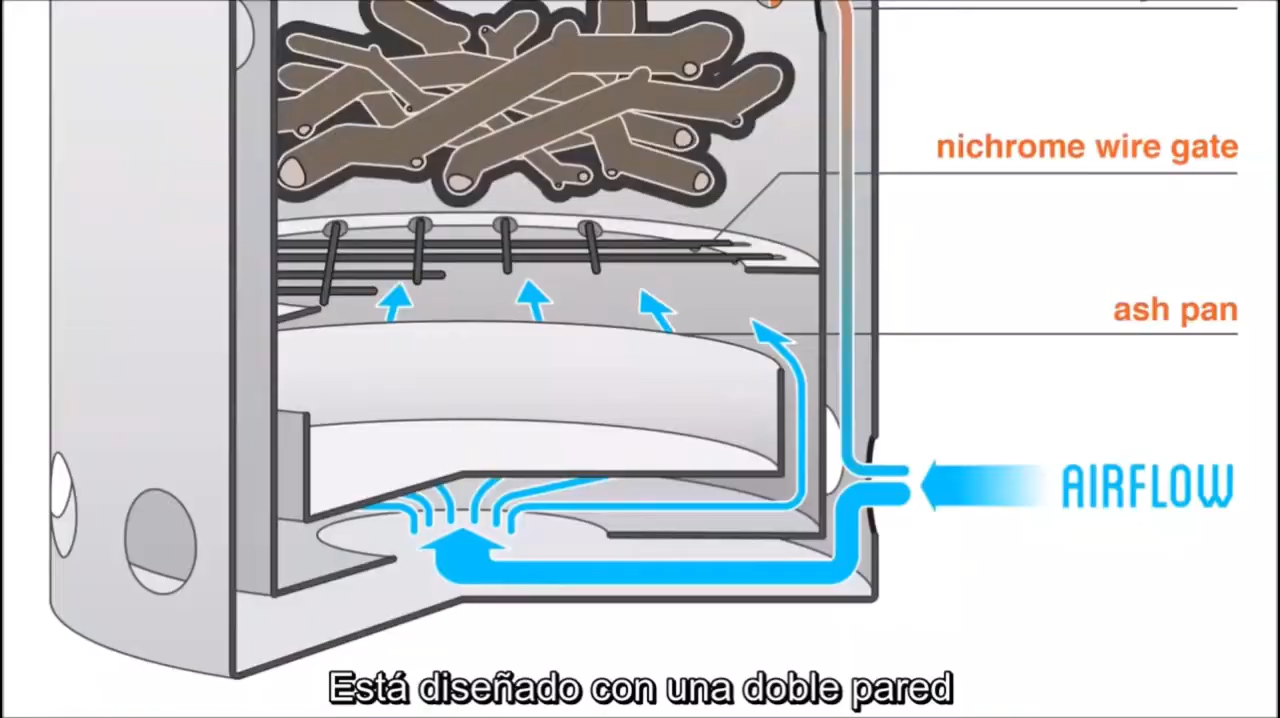 nichrome wire gate
ash pan
AIRFLOW
Está diseñado con una doble pared